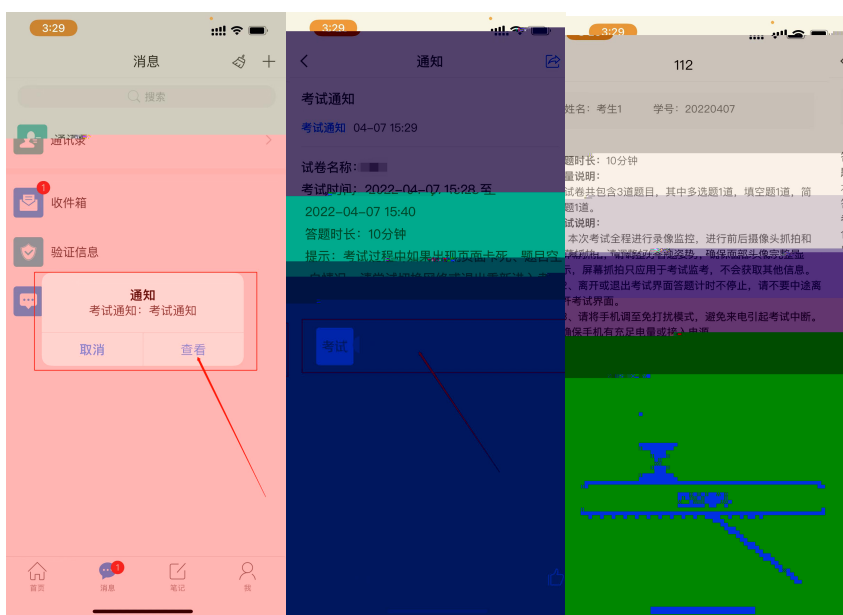 3:29
消息
搜索
通讯录
收件箱
验证信息
通知
考试通知：考试通知
取消
查看
首页
消息
1
笔记
我
3:29
通知
考试通知
考试通知 04-07 15:29
试卷名称：
考试时间：2022-04-07 15:28 至
2022-04-07 15:40
答题时长：10分钟
提示：考试过程中如果出现页面卡死、题目空
考试
3:29
112
姓名：考生1 学号：20220407
题时长：10分钟
量说明：
试卷共包含3道题目，其中多选题1道，填空题1道，简
题1道。
试说明：
本次考试全程进行录像监控，进行前后摄像头抓拍和
示，屏幕抓拍只应用于考试监考，不会获取其他信息。
、离开或退出考试界面答题计时不停止，请不要中途离
开考试界面。
、请将手机调至免打扰模式，避免来电引起考试中断。
确保手机有充足电量或接入电源